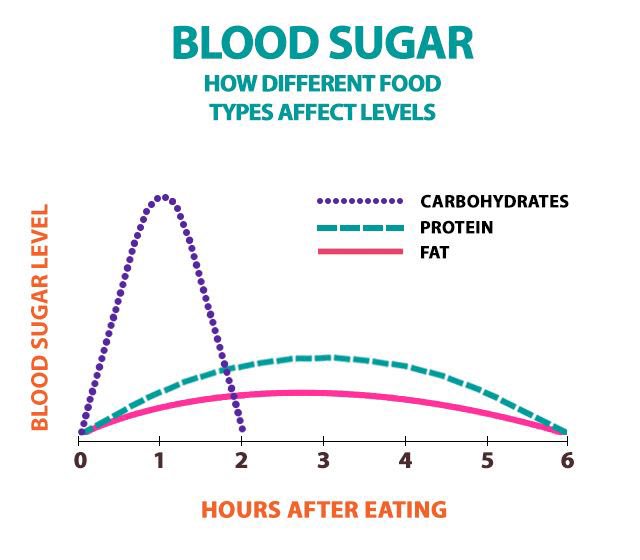 BLOOD SUGAR
HOW DIFFERENT FOOD
TYPES AFFECT LEVELS
CARBOHYDRATES
PROTEIN
FAT
BLOOD SUGAR LEVEL
0 1 2 3 4 5 6
HOURS AFTER EATING